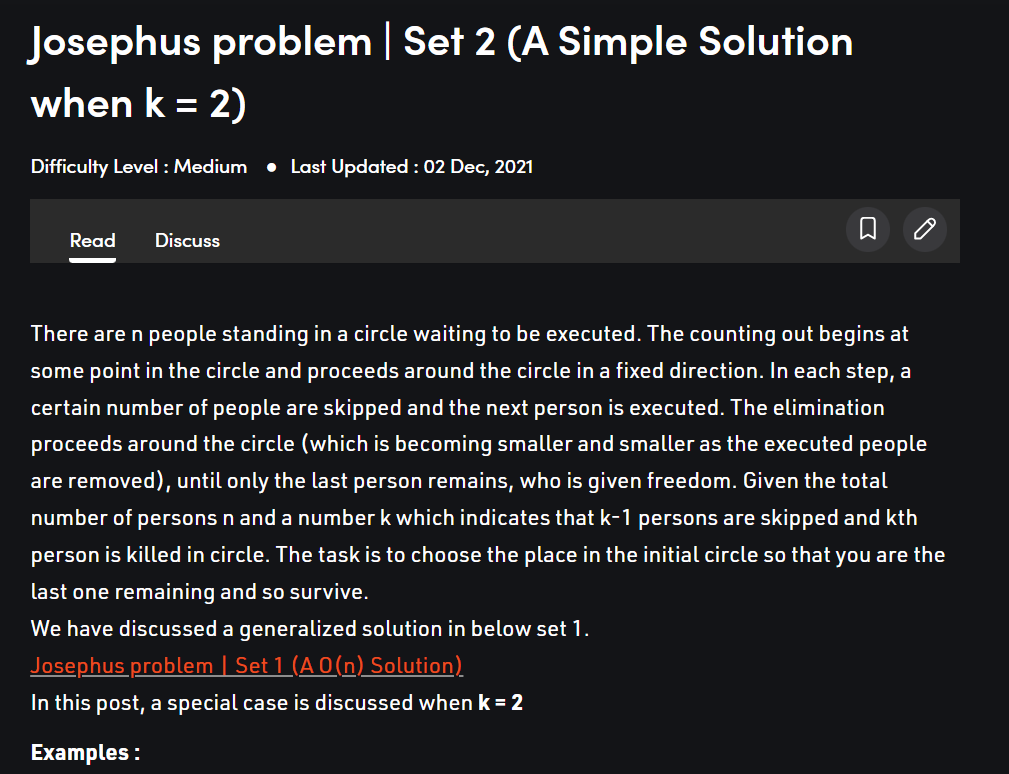 Josephus problem | Set 2 (A Simple Solution
when k = 2)
Difficulty Level : Medium ● Last Updated : 02 Dec, 2021
Read Discuss
There are n people standing in a circle waiting to be executed. The counting out begins at
some point in the circle and proceeds around the circle in a fixed direction. In each step, a
certain number of people are skipped and the next person is executed. The elimination
proceeds around the circle (which is becoming smaller and smaller as the executed people
are removed), until only the last person remains, who is given freedom. Given the total
number of persons n and a number k which indicates that k-1 persons are skipped and kth
person is killed in circle. The task is to choose the place in the initial circle so that you are the
last one remaining and so survive.
We have discussed a generalized solution in below set 1.
Josephus problem | Set 1 (A O(n) Solution)
In this post, a special case is discussed when k = 2
Examples :